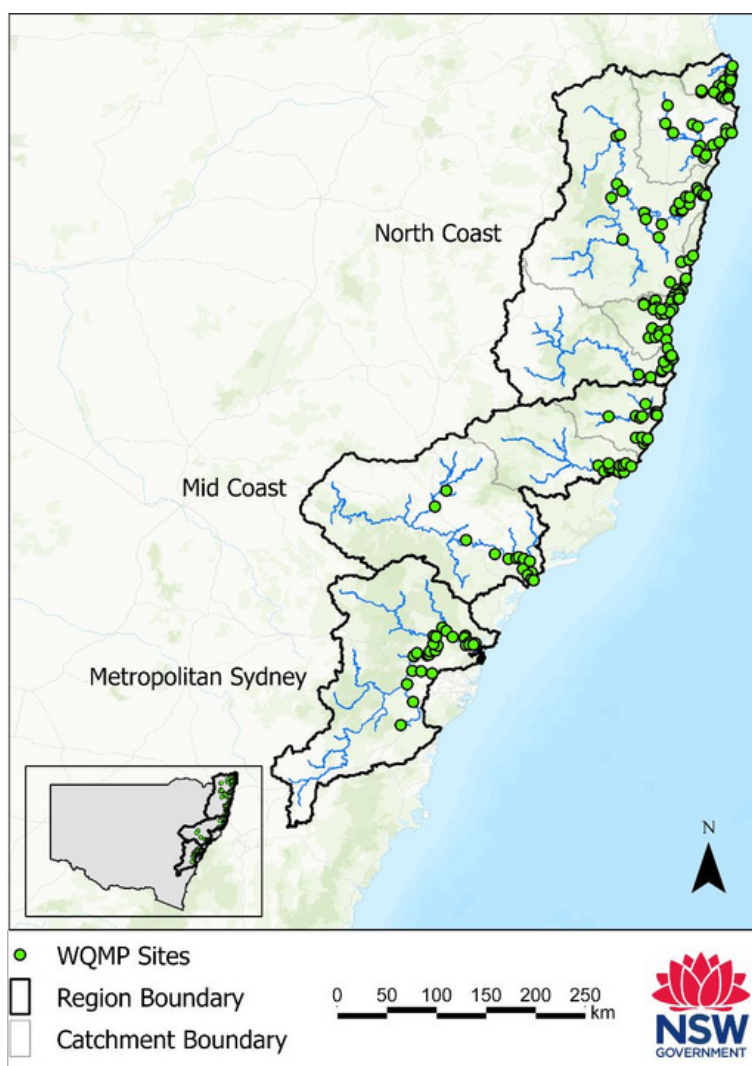 North Coast
Mid Coast
Metropolitan Sydney
N
WQMP Sites
Region Boundary
Catchment Boundary
0 50 100 150 200 250
km
NSW
GOVERNMENT